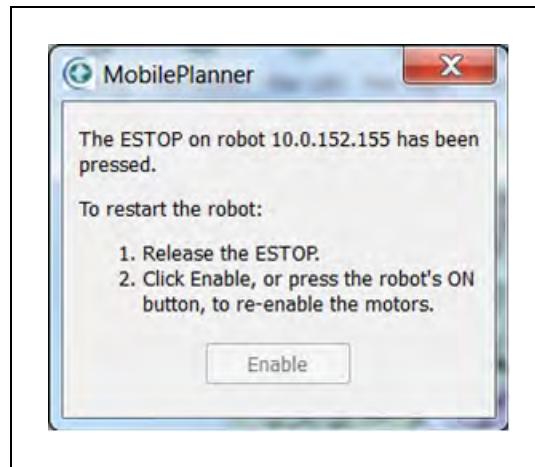 MobilePlanner
The ESTOP on robot 10.0.152.155 has been
pressed.
To restart the robot:
1. Release the ESTOP.
2. Click Enable, or press the robot's ON
button, to re-enable the motors.
Enable